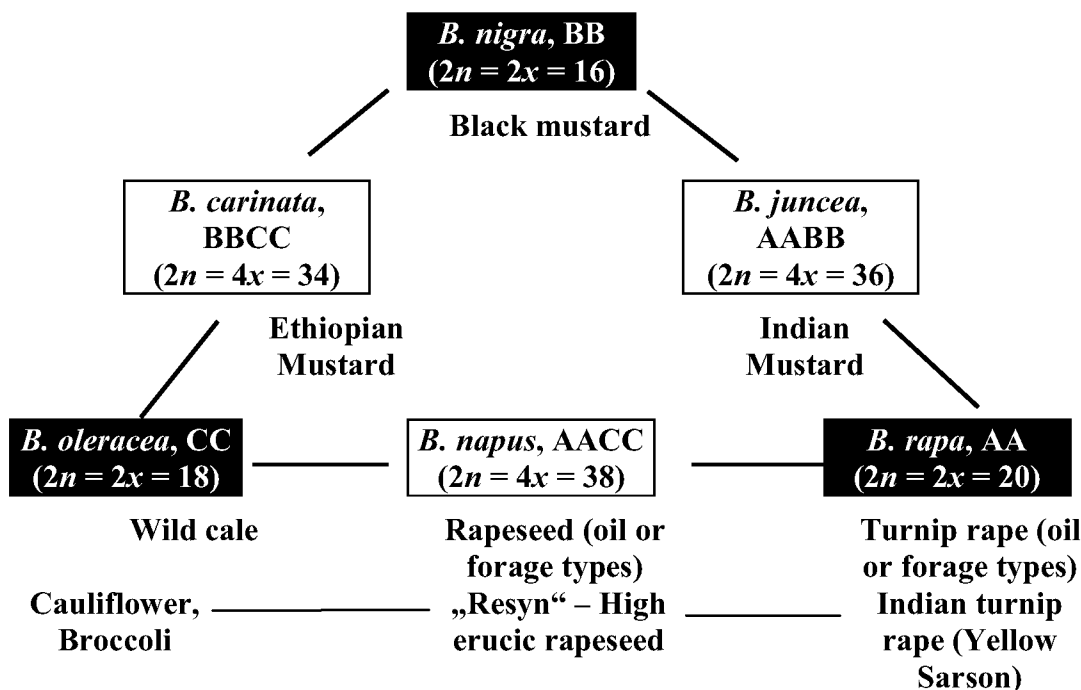 B. nigra, BB
(2n = 2x = 16)
Black mustard
B. carinata,
BBCC
(2n = 4x = 34)
Ethiopian
Mustard
B. juncea,
AABB
(2n = 4x = 36)
Indian
Mustard
B. oleracea, CC
(2n = 2x = 18)
Wild cale
Cauliflower,
Broccoli
B. napus, AACC
(2n = 4x = 38)
Rapeseed (oil or
forage types)
„Resyn“ – High
erucic rapeseed
B. rapa, AA
(2n = 2x = 20)
Turnip rape (oil
or forage types)
Indian turnip
rape (Yellow
Sarson)